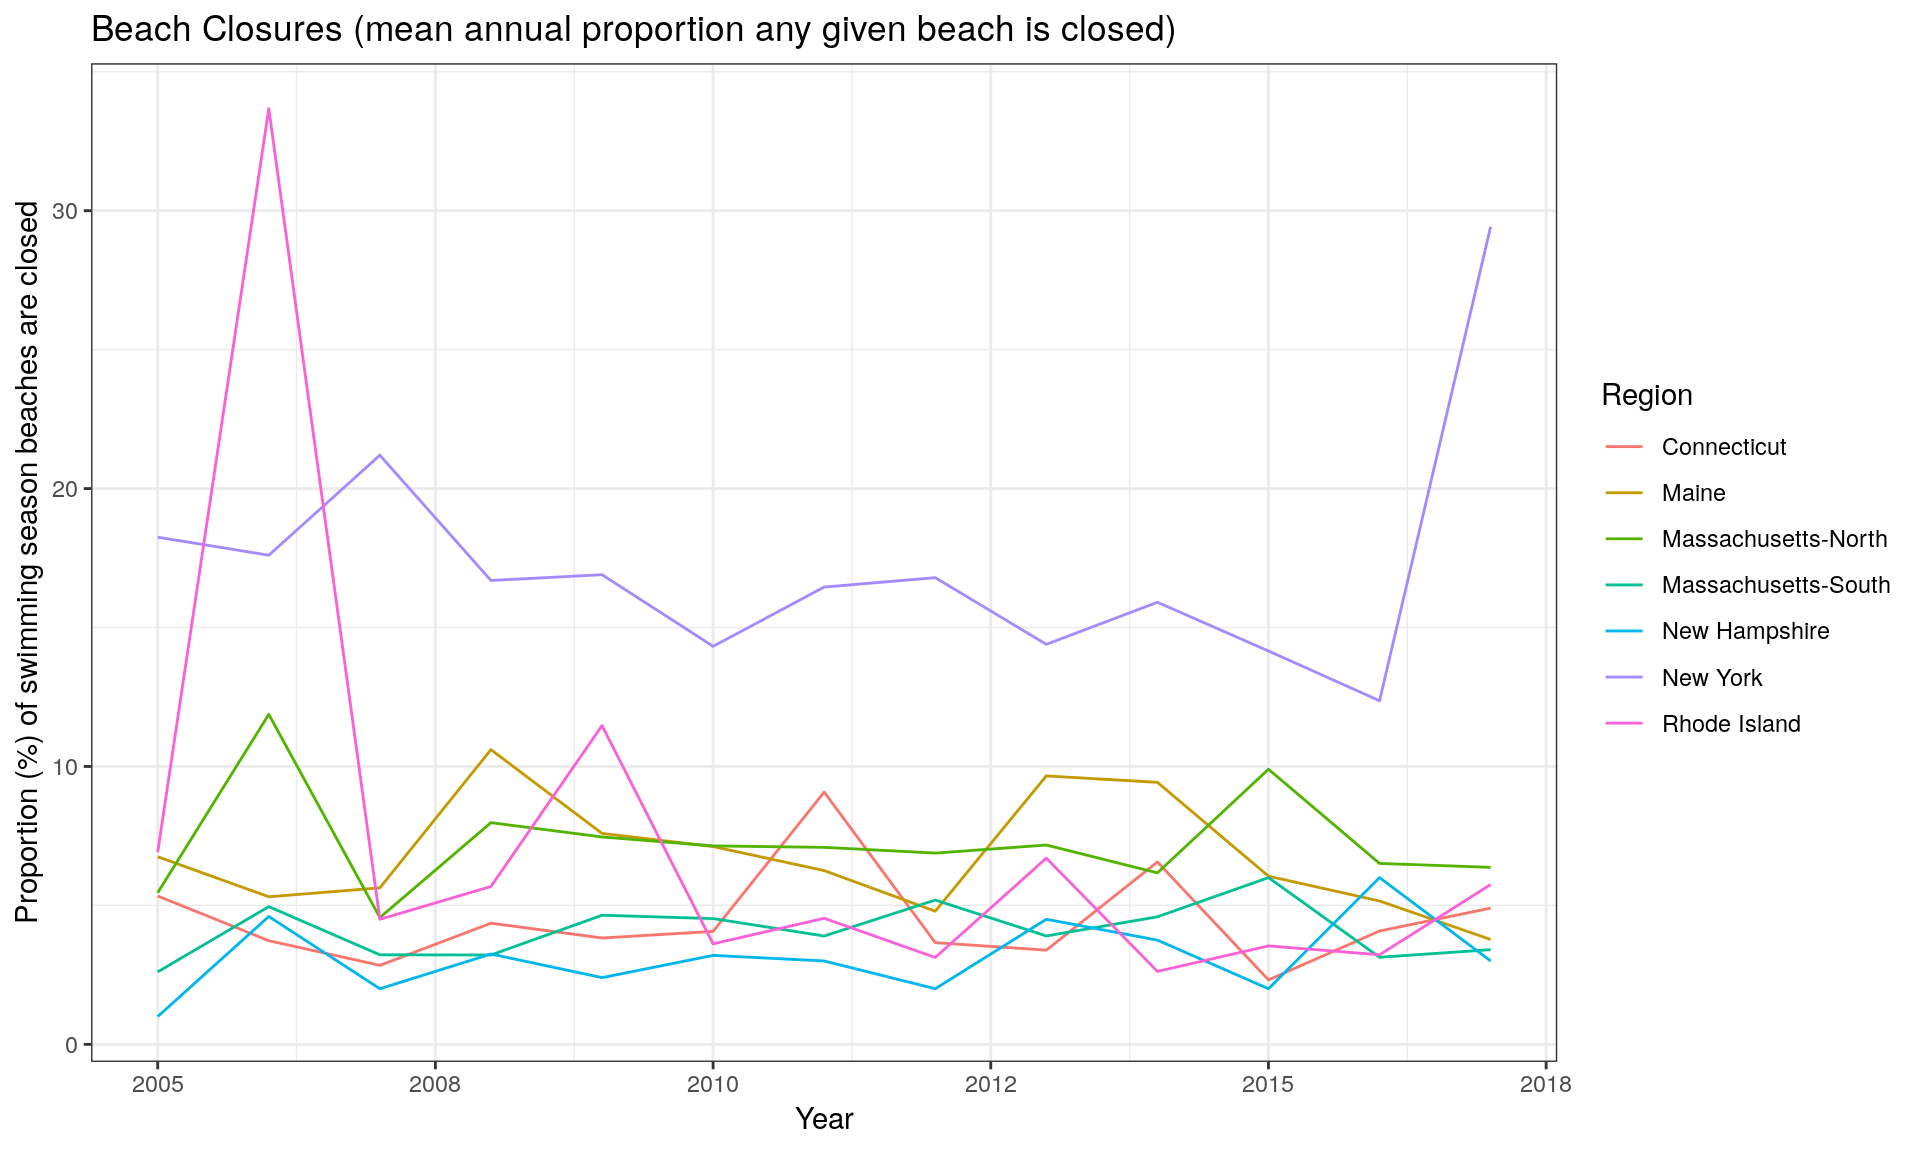 Beach Closures (mean annual proportion any given beach is closed)
Proportion (%) of swimming season beaches are closed
30
20
10
0
2005
2008
2010
2012
2015
2018
Year
Region
Connecticut
Maine
Massachusetts-North
Massachusetts-South
New Hampshire
New York
Rhode Island